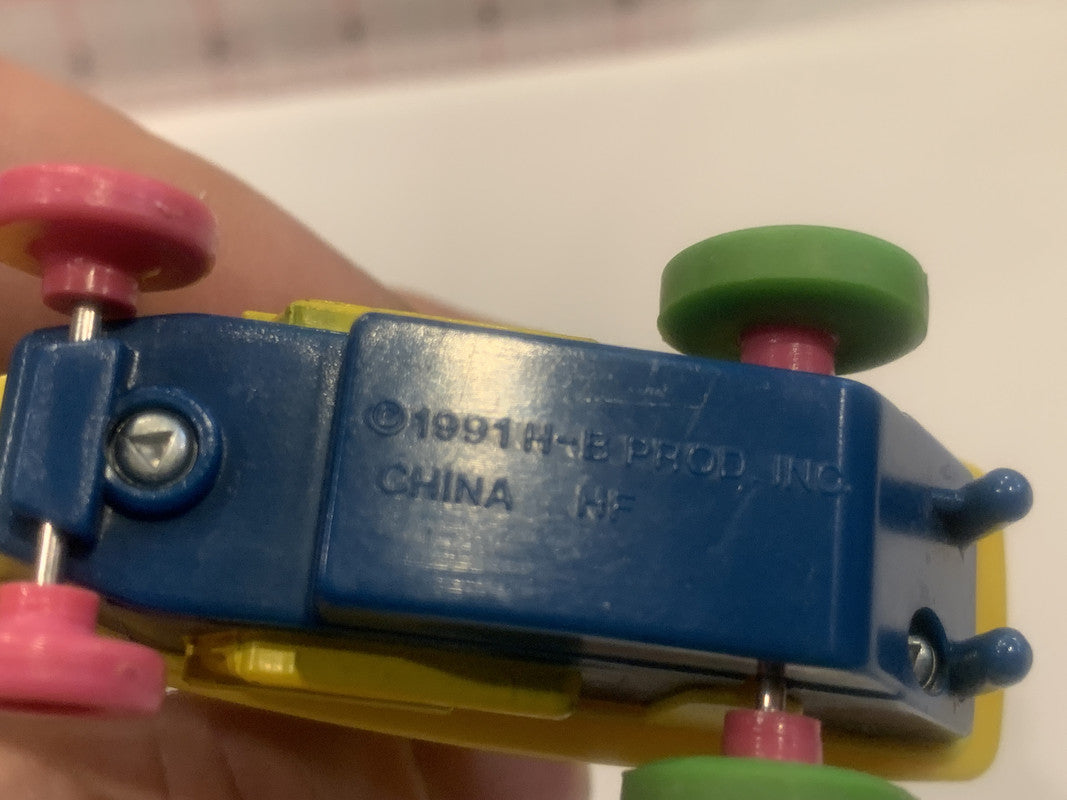 ©1991 H-B PROD. INC.
CHINA HF